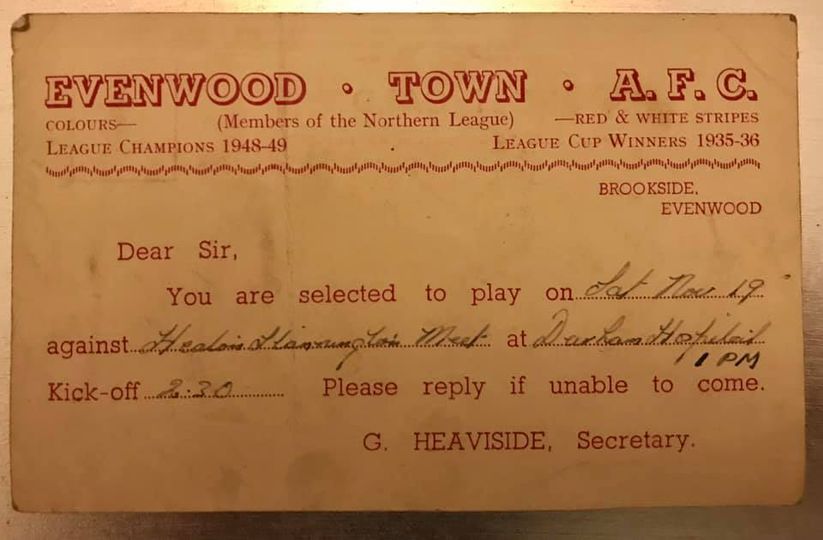 EVENWOOD • TOWN • A.F.C.
COLOURS— (Members of the Northern League) —RED & WHITE STRIPES
LEAGUE CHAMPIONS 1948-49 LEAGUE CUP WINNERS 1935-36
BROOKSIDE,
EVENWOOD
Dear Sir,
You are selected to play on Sat Nov 19
against Heaton Stannington Meet at Durham Hospital
1 PM
Kick-off 2.30 Please reply if unable to come.
G. HEAVISIDE, Secretary.